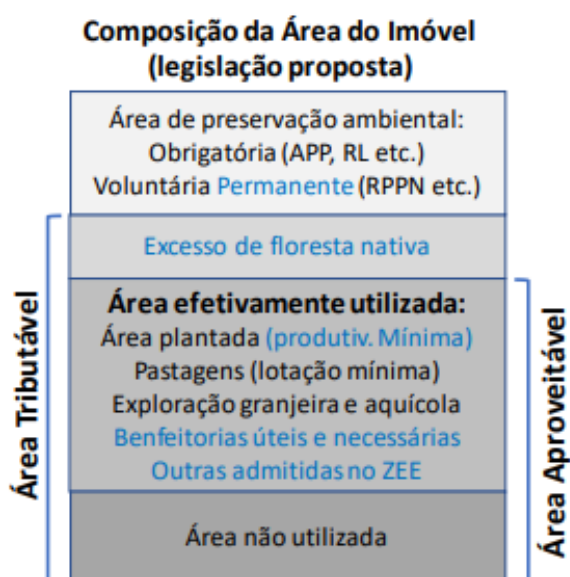 Composição da Área do Imóvel
(legislação proposta)
Área de preservação ambiental:
Obrigatória (APP, RL etc.)
Voluntária Permanente (RPPN etc.)
Excesso de floresta nativa
Área efetivamente utilizada:
Área plantada (produtiv. Mínima)
Pastagens (lotação mínima)
Exploração granjeira e aquícola
Benfeitorias úteis e necessárias
Outras admitidas no ZEE
Área não utilizada
Área Tributável
Área Aproveitável